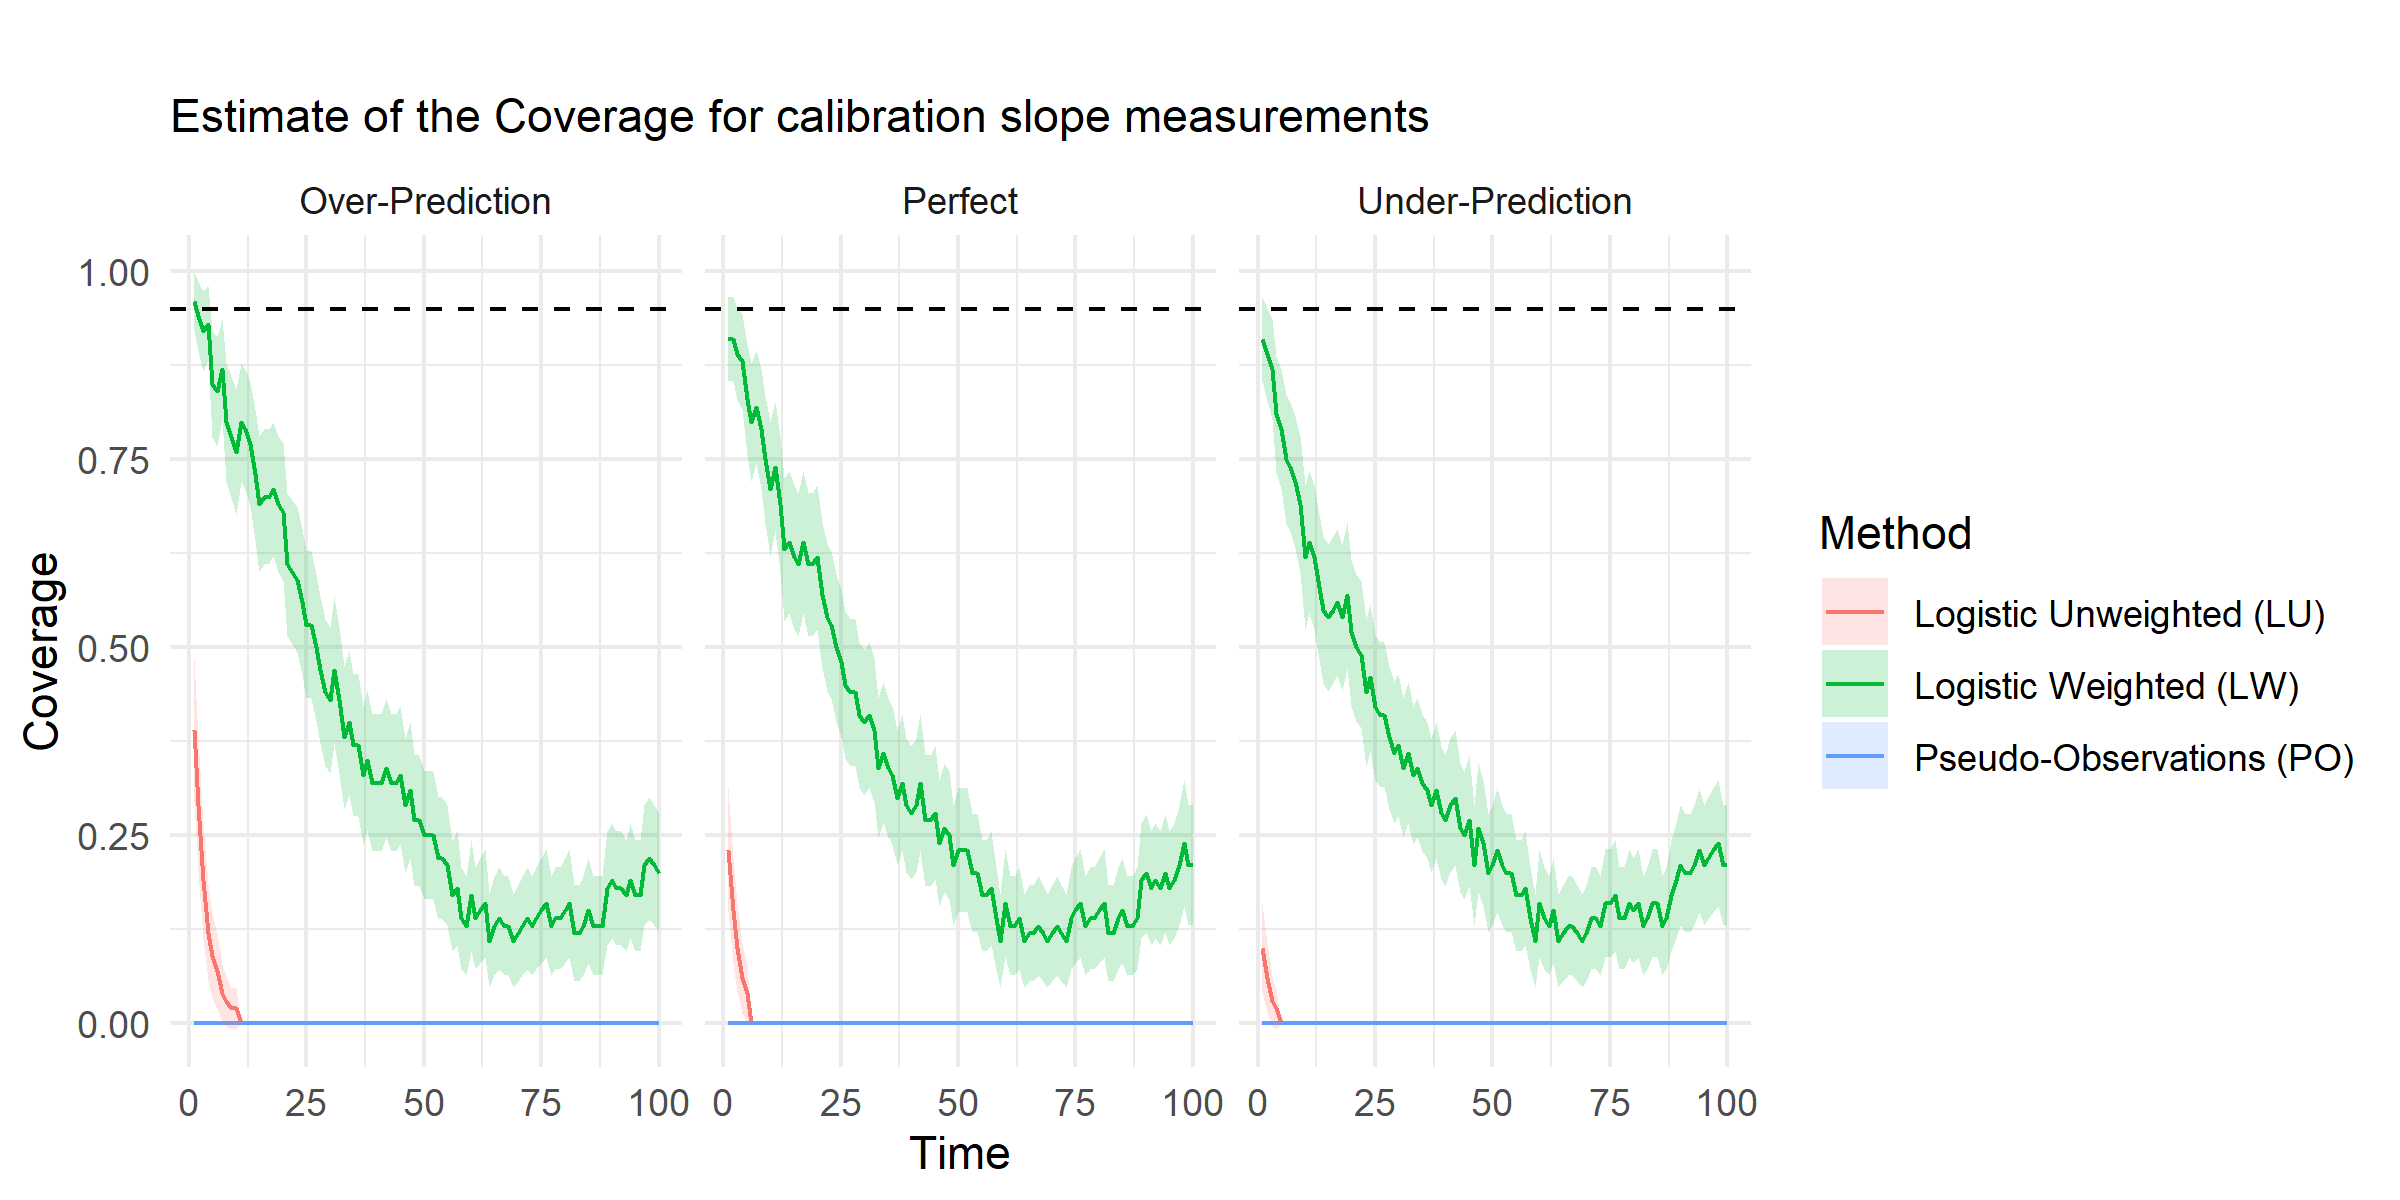 Estimate of the Coverage for calibration slope measurements
Over-Prediction
Perfect
Under-Prediction
1.00
0.75
0.50
0.25
0.00
Coverage
0 25 50 75 100
0 25 50 75 100
0 25 50 75 100
Time
Method
Logistic Unweighted (LU)
Logistic Weighted (LW)
Pseudo-Observations (PO)